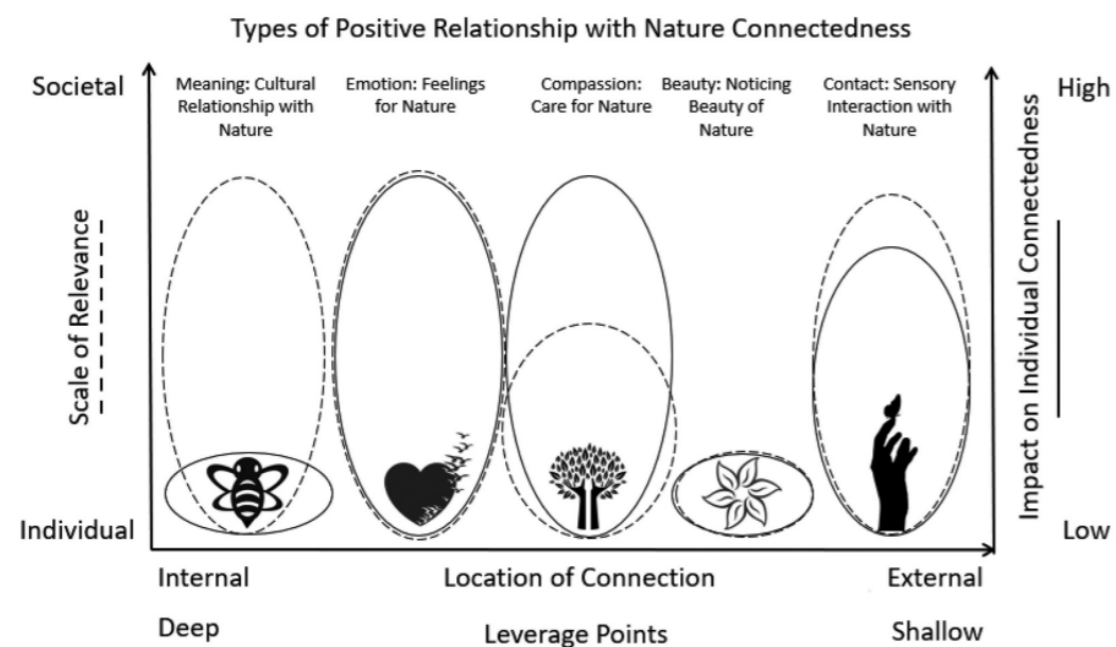 Types of Positive Relationship with Nature Connectedness
Societal
Meaning: Cultural
Relationship with
Nature
Emotion: Feelings
for Nature
Compassion:
Care for Nature
Beauty: Noticing
Beauty of
Nature
Contact: Sensory
Interaction with
Nature
High
Scale of Relevance
Impact on Individual Connectedness
Individual
Low
Internal
Location of Connection
External
Deep
Leverage Points
Shallow